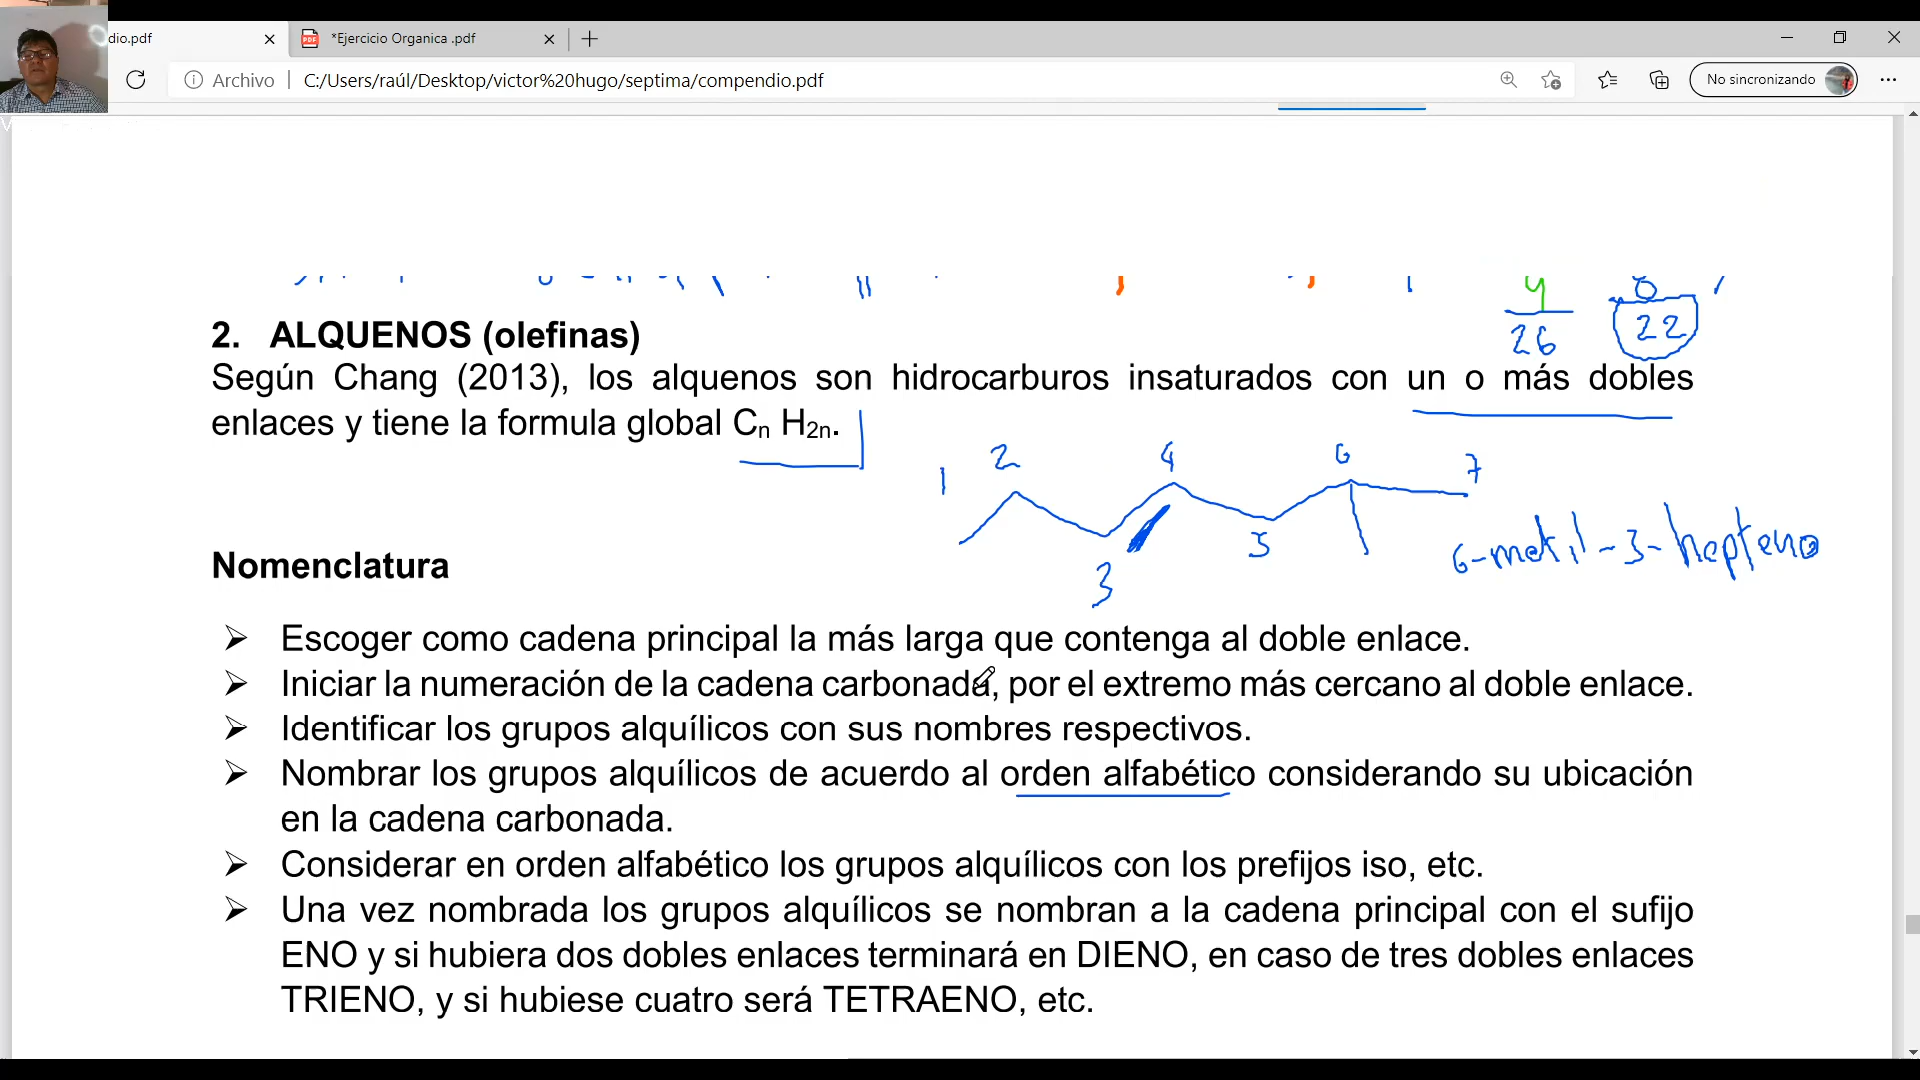 dio.pdf
*Ejercicio Organica .pdf
Archivo
C:/Users/raúl/Desktop/victor%20hugo/septima/compendio.pdf
No sincronizando
4
26
22
2. ALQUENOS (olefinas)
Según Chang (2013), los alquenos son hidrocarburos insaturados con un o más dobles
enlaces y tiene la formula global Cn H2n.
1 2 3 4 5 6 7
6-metil-3-hepteno
Nomenclatura
➢ Escoger como cadena principal la más larga que contenga al doble enlace.
➢ Iniciar la numeración de la cadena carbonada, por el extremo más cercano al doble enlace.
➢ Identificar los grupos alquílicos con sus nombres respectivos.
➢ Nombrar los grupos alquílicos de acuerdo al orden alfabético considerando su ubicación
en la cadena carbonada.
➢ Considerar en orden alfabético los grupos alquílicos con los prefijos iso, etc.
➢ Una vez nombrada los grupos alquílicos se nombran a la cadena principal con el sufijo
ENO y si hubiera dos dobles enlaces terminará en DIENO, en caso de tres dobles enlaces
TRIENO, y si hubiese cuatro será TETRAENO, etc.